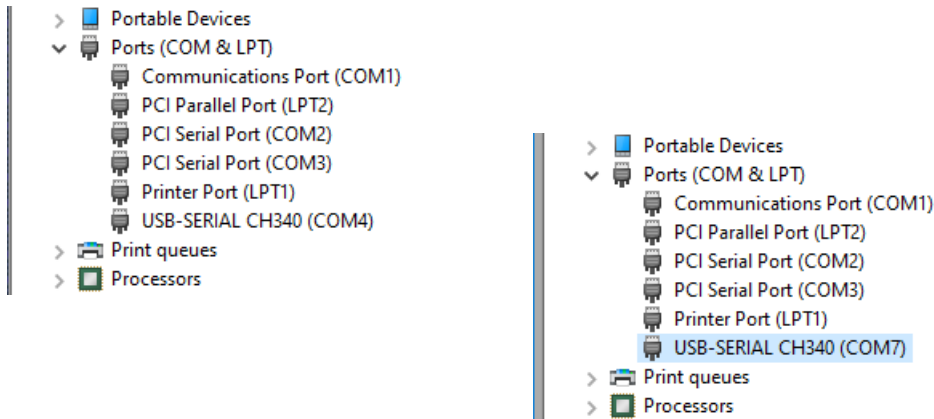 Portable Devices
Ports (COM & LPT)
Communications Port (COM1)
PCI Parallel Port (LPT2)
PCI Serial Port (COM2)
PCI Serial Port (COM3)
Printer Port (LPT1)
USB-SERIAL CH340 (COM4)
Print queues
Processors
Portable Devices
Ports (COM & LPT)
Communications Port (COM1)
PCI Parallel Port (LPT2)
PCI Serial Port (COM2)
PCI Serial Port (COM3)
Printer Port (LPT1)
USB-SERIAL CH340 (COM7)
Print queues
Processors